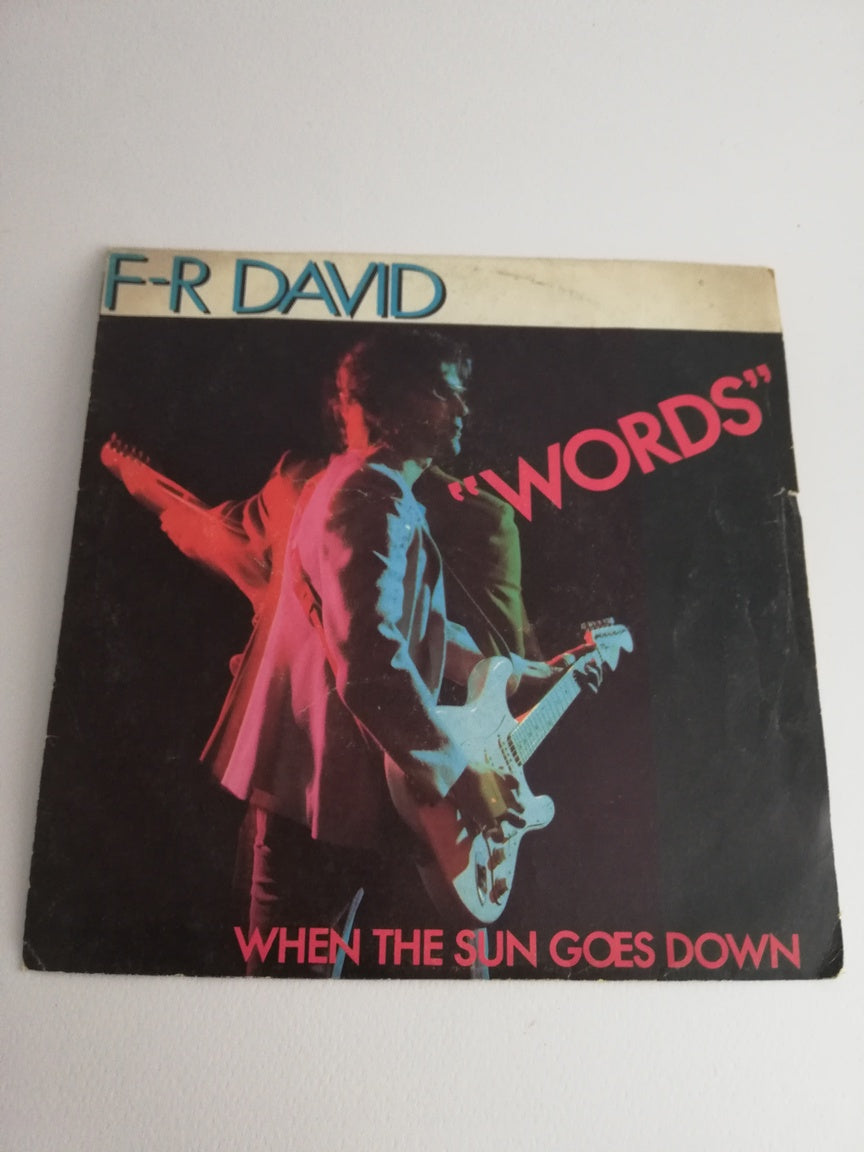 F-R DAVID
"WORDS"
WHEN THE SUN GOES DOWN